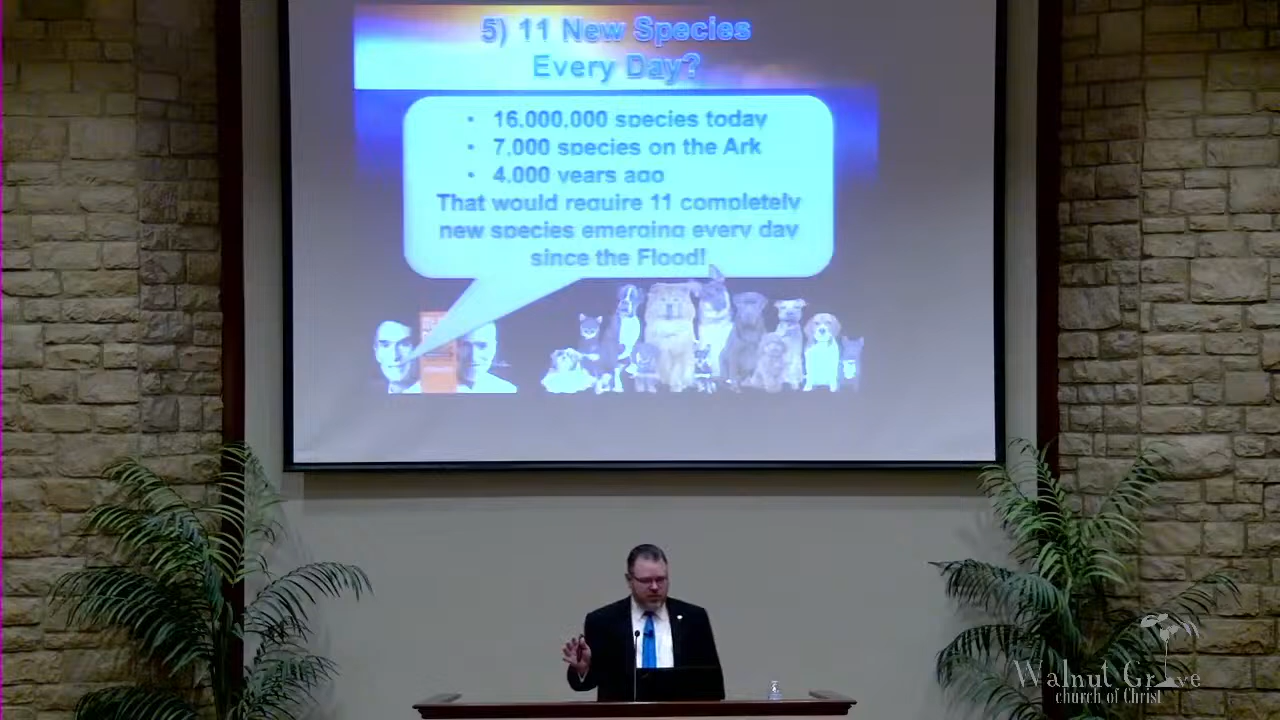 5) 11 New Species
Every Day?
• 16,000,000 species today
• 7,000 species on the Ark
• 4,000 years ago
That would require 11 completely
new species emerging every day
since the Flood!
Walnut Grove
church of Christ